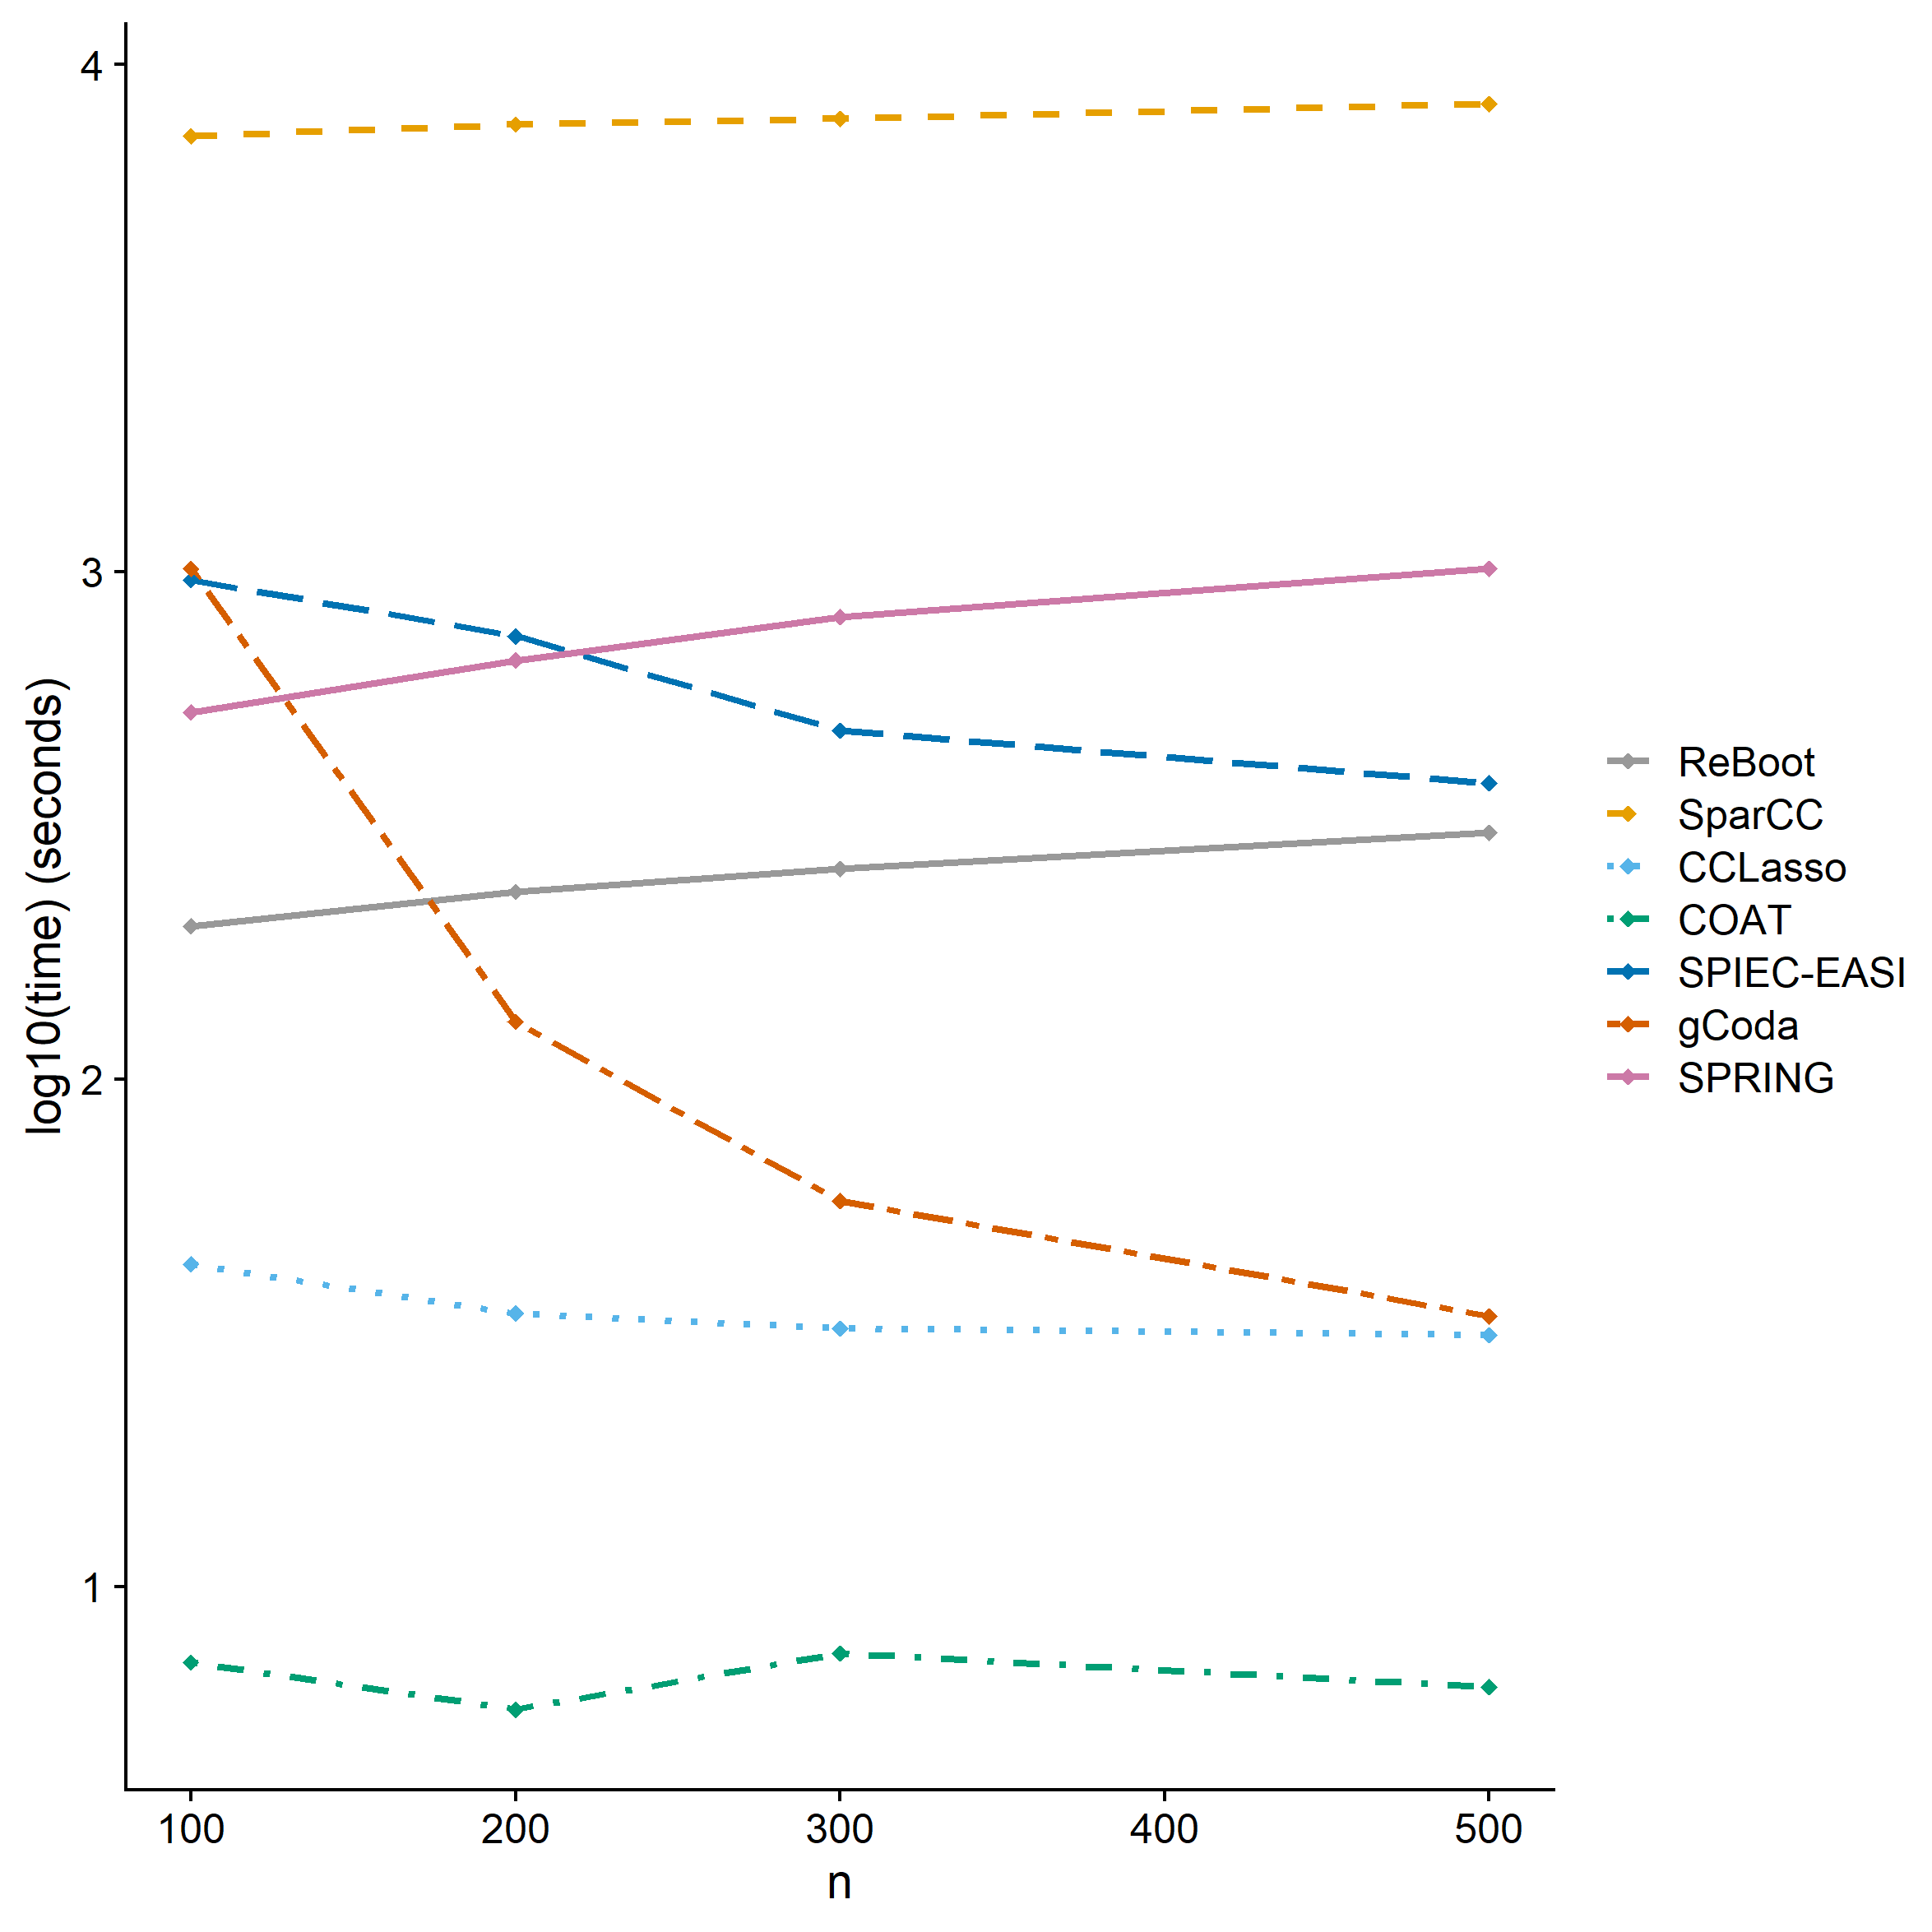 4
3
2
1
log10(time) (seconds)
100 200 300 400 500
n
ReBoot
SparCC
CCLasso
COAT
SPIEC-EASI
gCoda
SPRING